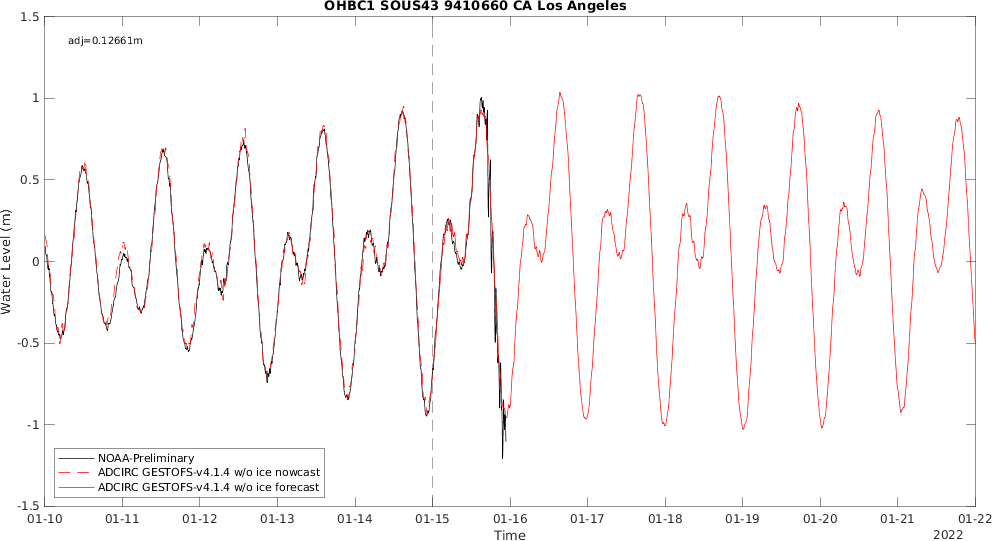 OHBC1 SOUS43 9410660 CA Los Angeles
1.5
adj=0.12661m
1
0.5
0
-0.5
-1
-1.5
Water Level (m)
NOAA-Preliminary
ADCIRC GESTOFS-v4.1.4 w/o ice nowcast
ADCIRC GESTOFS-v4.1.4 w/o ice forecast
01-10 01-11 01-12 01-13 01-14 01-15 01-16 01-17 01-18 01-19 01-20 01-21 01-22
Time
2022